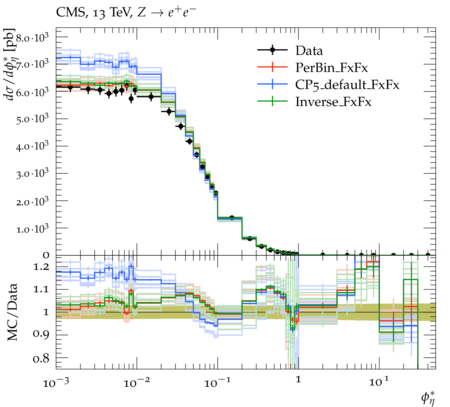 CMS, 13 TeV, Z → e⁺e⁻
dσ/dϕ*η [pb]
8.0·10³
7.0·10³
6.0·10³
5.0·10³
4.0·10³
3.0·10³
2.0·10³
1.0·10³
0
Data
PerBin_FxFx
CP5_default_FxFx
Inverse_FxFx
MC/Data
1.2
1.1
1
0.9
0.8
10⁻³
10⁻²
10⁻¹
1
10¹
ϕ*η